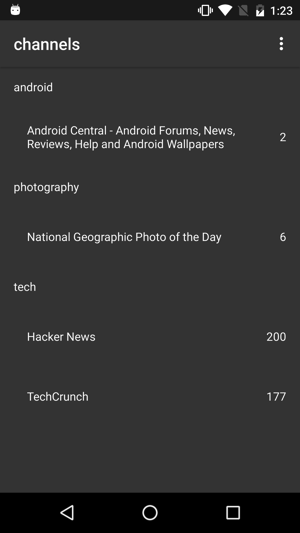 1:23
channels
android
Android Central - Android Forums, News,
Reviews, Help and Android Wallpapers
2
photography
National Geographic Photo of the Day
6
tech
Hacker News
200
TechCrunch
177